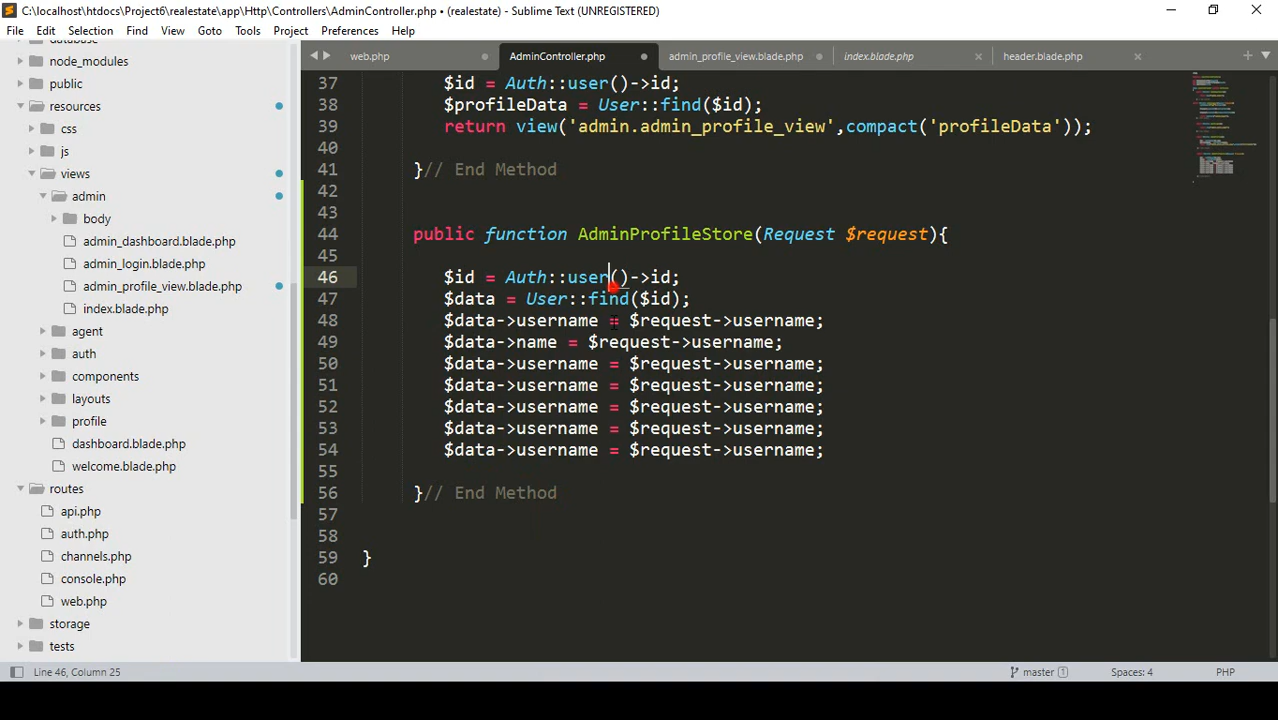 C:\localhost\htdocs\Project6\realestate\app\Http\Controllers\AdminController.php • (realestate) - Sublime Text (UNREGISTERED)
File Edit Selection Find View Goto Tools Project Preferences Help
web.php AdminController.php admin_profile_view.blade.php index.blade.php header.blade.php
node_modules
public
resources
css
js
views
admin
body
admin_dashboard.blade.php
admin_login.blade.php
admin_profile_view.blade.php
index.blade.php
agent
auth
components
layouts
profile
dashboard.blade.php
welcome.blade.php
routes
api.php
auth.php
channels.php
console.php
web.php
storage
tests
37 $id = Auth::user()->id;
38 $profileData = User::find($id);
39 return view('admin.admin_profile_view',compact('profileData'));
40
41 }// End Method
42
43
44 public function AdminProfileStore(Request $request){
45
46 $id = Auth::user()->id;
47 $data = User::find($id);
48 $data->username = $request->username;
49 $data->name = $request->username;
50 $data->username = $request->username;
51 $data->username = $request->username;
52 $data->username = $request->username;
53 $data->username = $request->username;
54 $data->username = $request->username;
55
56 }// End Method
57
58
59 }
60
Line 46, Column 25 master 1 Spaces: 4 PHP